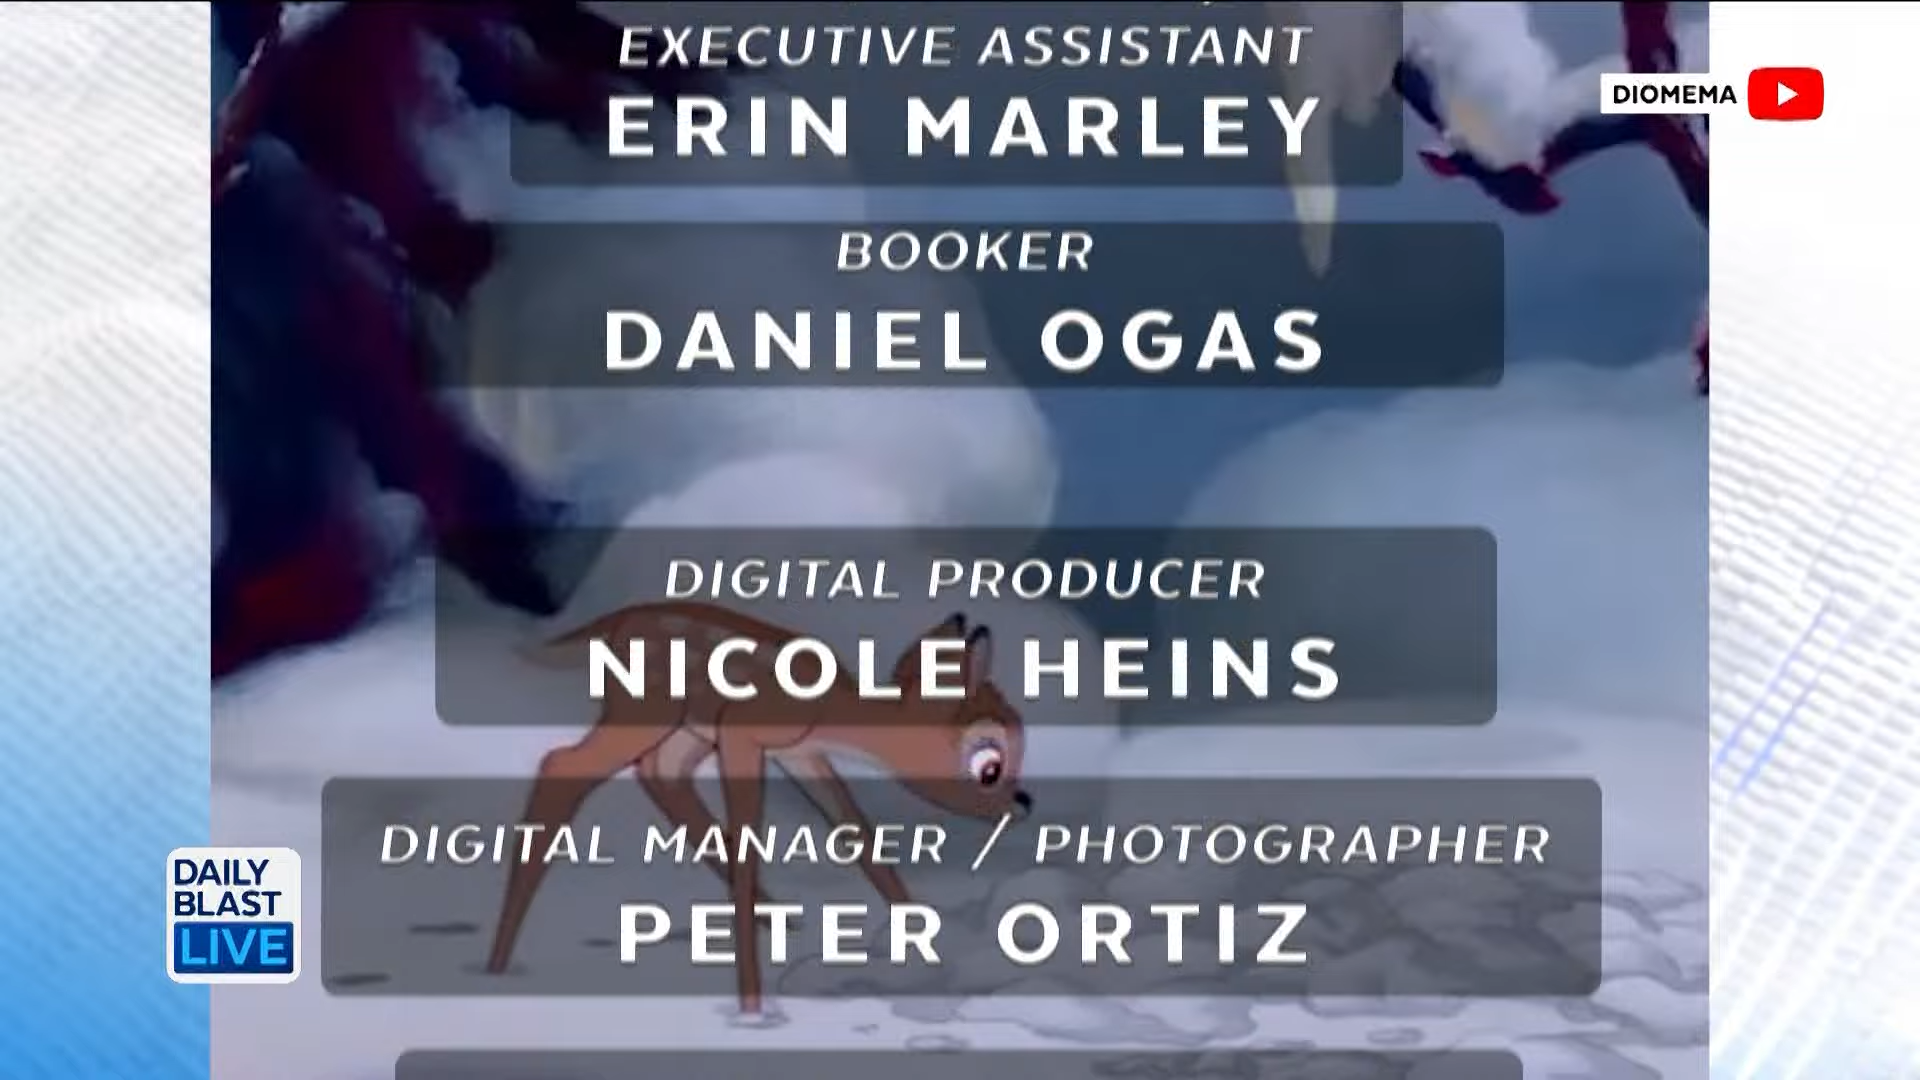 EXECUTIVE ASSISTANT
ERIN MARLEY
DIOMEMA
BOOKER
DANIEL OGAS
DIGITAL PRODUCER
NICOLE HEINS
DIGITAL MANAGER / PHOTOGRAPHER
PETER ORTIZ
DAILY
BLAST
LIVE